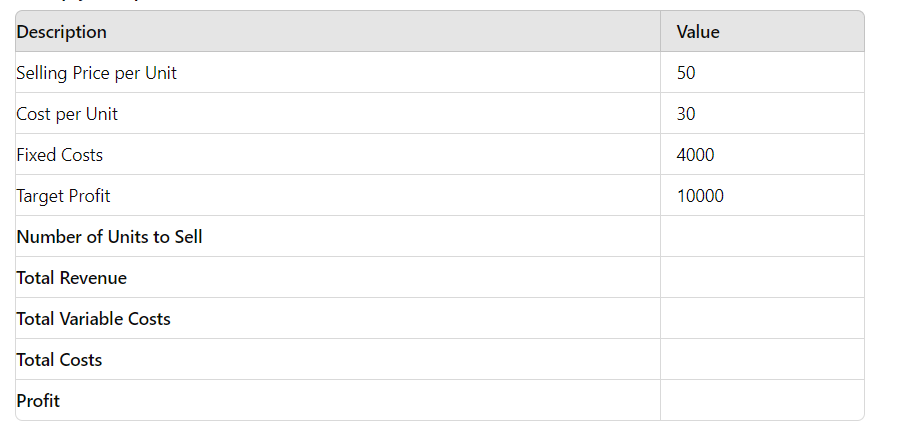 Description Value
Selling Price per Unit 50
Cost per Unit 30
Fixed Costs 4000
Target Profit 10000
Number of Units to Sell
Total Revenue
Total Variable Costs
Total Costs
Profit